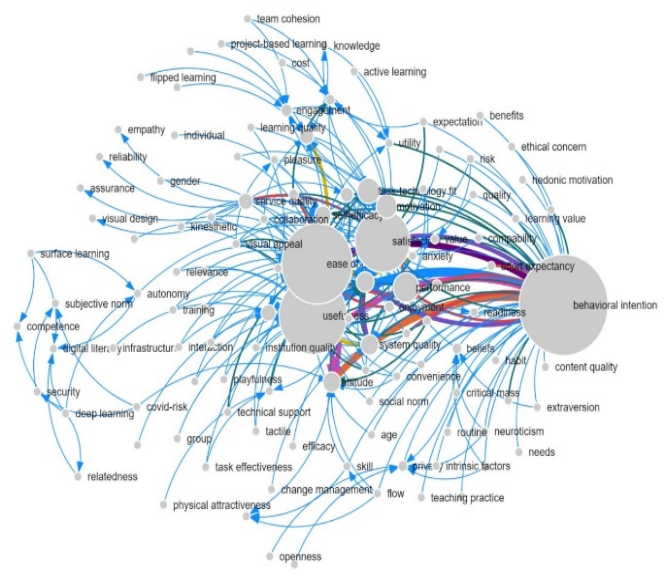 team cohesion
project-based learning
knowledge
cost
flipped learning
active learning
engagement
expectation
benefits
empathy
individual
learning quality
utility
ethical concern
reliability
pleasure
risk
assurance
gender
task-technology fit
hedonic motivation
service quality
self-efficacy
motivation
quality
visual design
kinesthetic
collaboration
learning value
visual appeal
value
compability
surface learning
anxiety
effort expectancy
relevance
ease of
performance
autonomy
behavioral intention
subjective norm
training
enjoyment
readiness
competence
usefulness
digital literacy
infrastructure
interaction
institution quality
system quality
beliefs
habit
content quality
playfulness
attitude
convenience
security
critical mass
deep learning
covid-risk
technical support
social norm
extraversion
group
tactile
age
routine
neuroticism
efficacy
needs
task effectiveness
skill
privacy
intrinsic factors
relatedness
change management
flow
teaching practice
physical attractiveness
openness